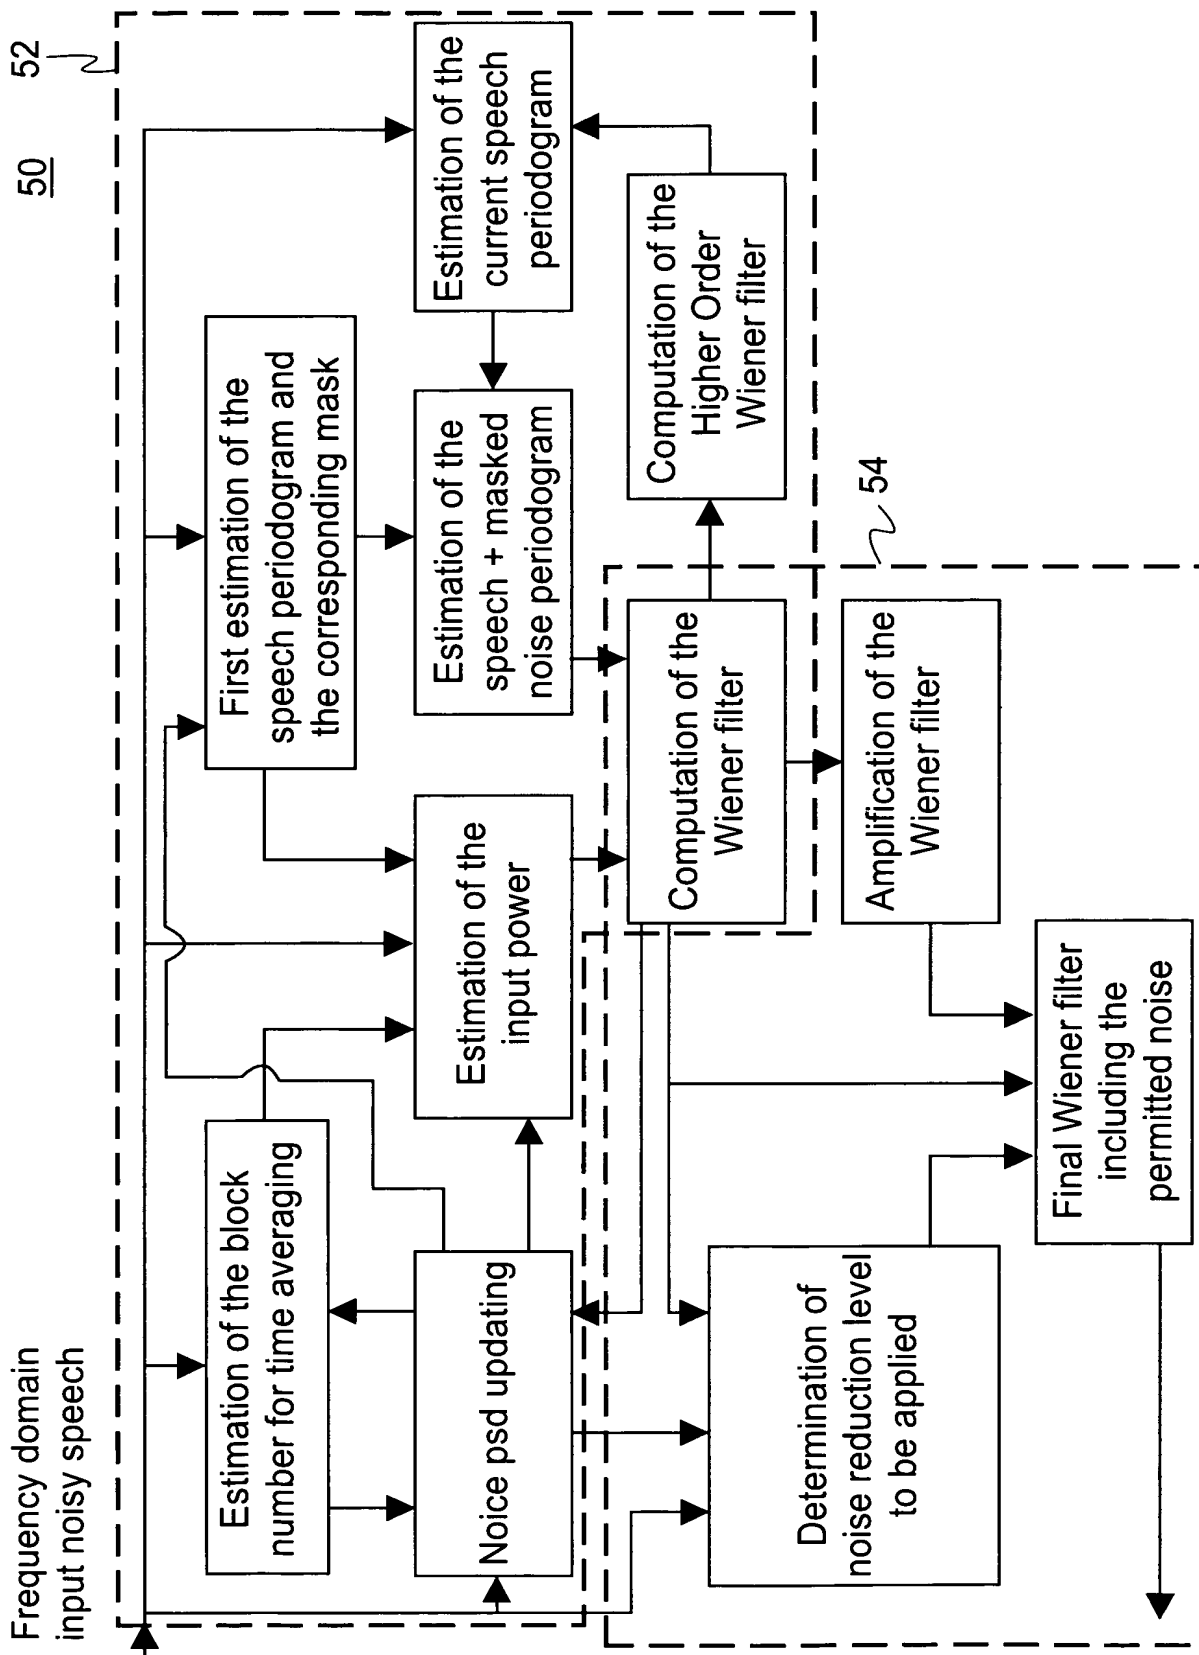 Frequency domain
input noisy speech
50
52
Estimation of the block
number for time averaging
First estimation of the
speech periodogram and
the corresponding mask
Noice psd updating
Estimation of the
input power
Estimation of the
speech + masked
noise periodogram
Estimation of the
current speech
periodogram
Computation of the
Wiener filter
Computation of the
Higher Order
Wiener filter
54
Determination of
noise reduction level
to be applied
Amplification of the
Wiener filter
Final Wiener filter
including the
permitted noise